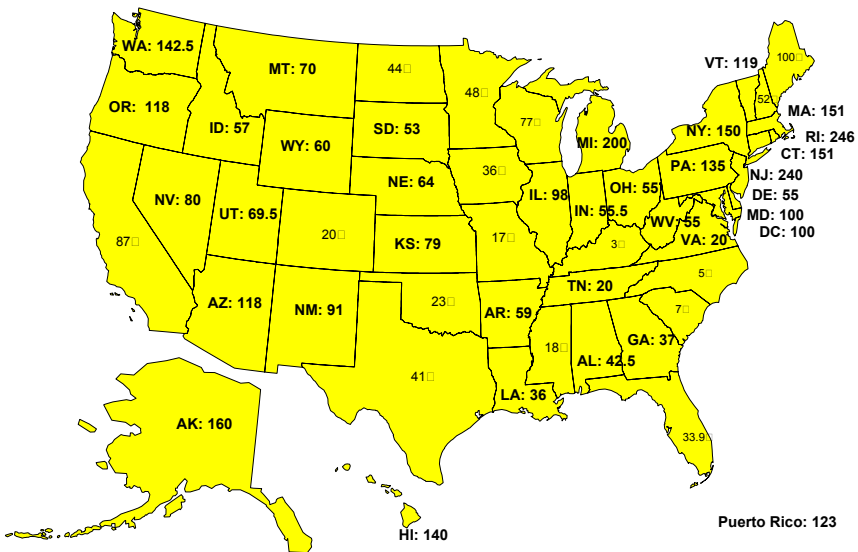 WA: 142.5
MT: 70
44□
48□
VT: 119
100□
52□
OR: 118
ID: 57
WY: 60
SD: 53
77□
MI: 200
NY: 150
MA: 151
RI: 246
CT: 151
PA: 135
NJ: 240
DE: 55
MD: 100
DC: 100
NV: 80
UT: 69.5
NE: 64
36□
IL: 98
IN: 55.5
OH: 55
WV: 55
VA: 20
87□
20□
KS: 79
17□
3□
5□
AZ: 118
NM: 91
23□
AR: 59
TN: 20
7□
41□
LA: 36
18□
AL: 42.5
GA: 37
33.9□
AK: 160
HI: 140
Puerto Rico: 123